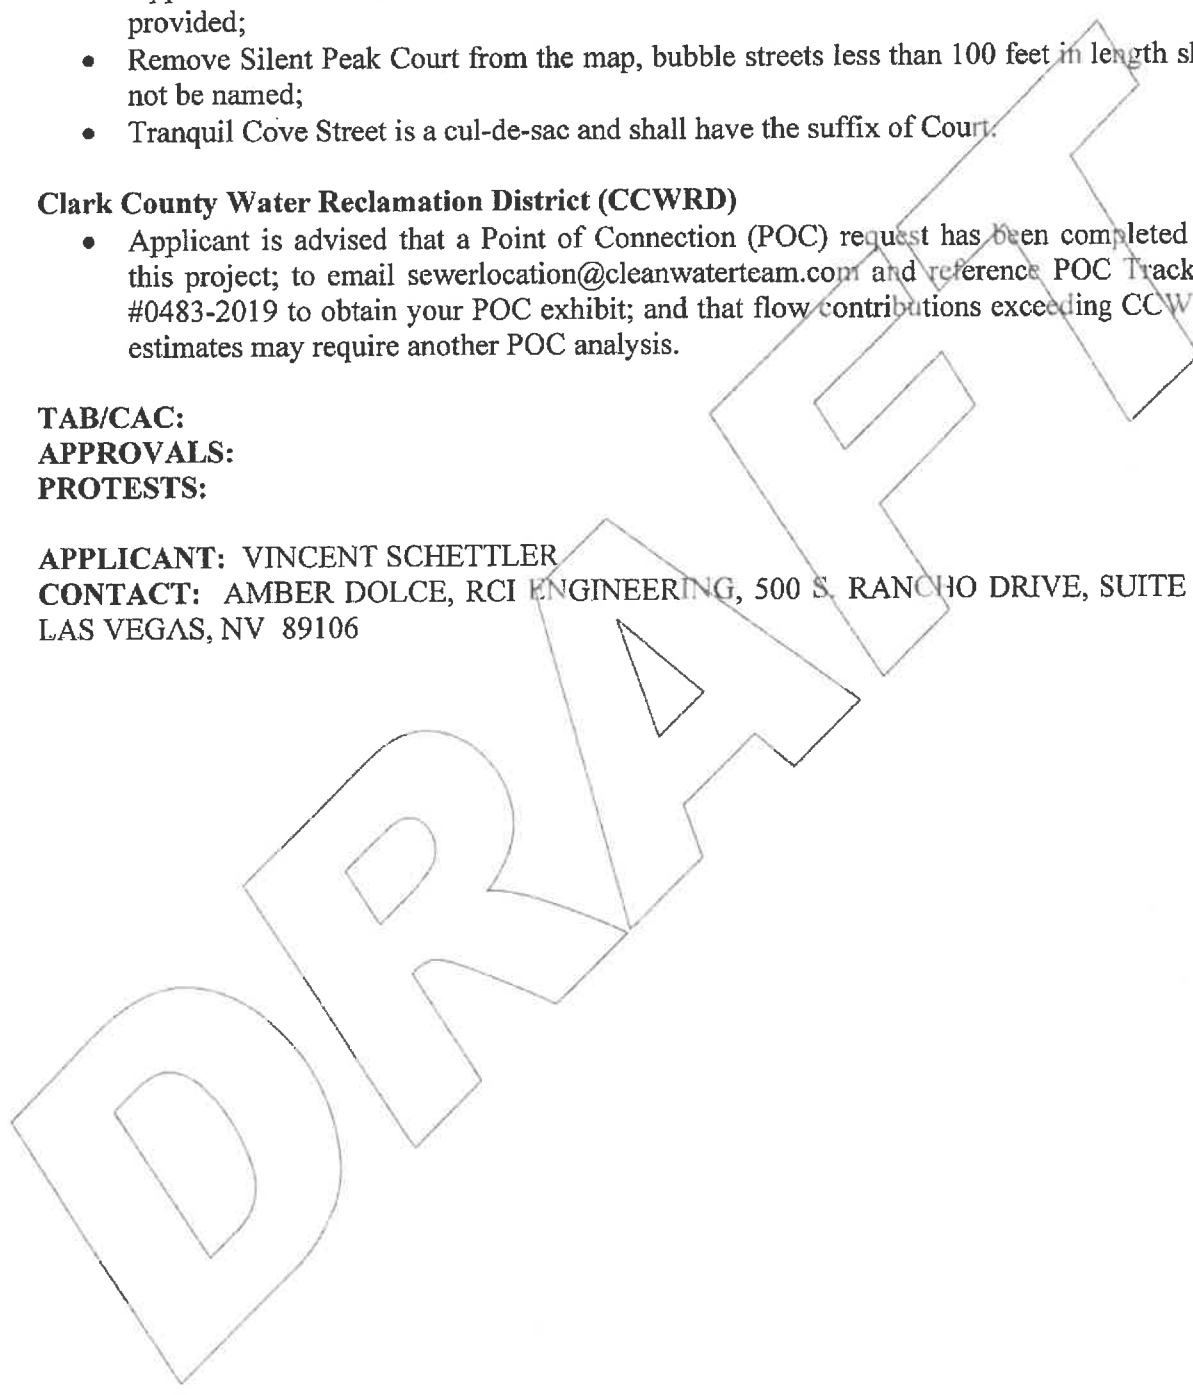 provided;
• Remove Silent Peak Court from the map, bubble streets less than 100 feet in length
not be named;
• Tranquil Cove Street is a cul-de-sac and shall have the suffix of Court.
Clark County Water Reclamation District (CCWRD)
• Applicant is advised that a Point of Connection (POC) request has been completed
this project; to email sewerlocation@cleanwaterteam.com and reference POC Track
#0483-2019 to obtain your POC exhibit; and that flow contributions exceeding CCW
estimates may require another POC analysis.
TAB/CAC:
APPROVALS:
PROTESTS:
APPLICANT: VINCENT SCHETTLER
CONTACT: AMBER DOLCE, RCI ENGINEERING, 500 S. RANCHO DRIVE, SUITE
LAS VEGAS, NV 89106
DRAFT